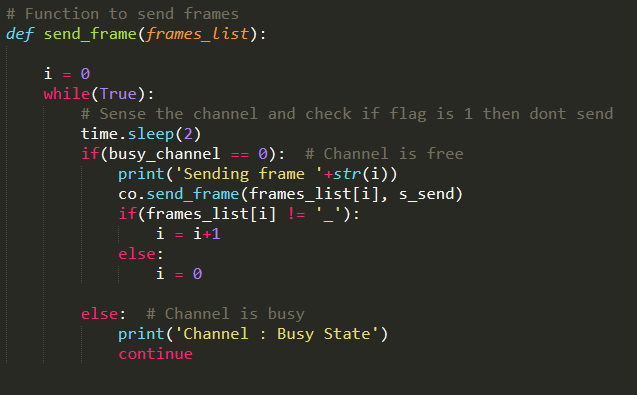 # Function to send frames
def send_frame(frames_list):
i = 0
while(True):
# Sense the channel and check if flag is 1 then dont send
time.sleep(2)
if(busy_channel == 0):  # Channel is free
print('Sending frame '+str(i))
co.send_frame(frames_list[i], s_send)
if(frames_list[i] != '_'):
i = i+1
else:
i = 0
else:  # Channel is busy
print('Channel : Busy State')
continue